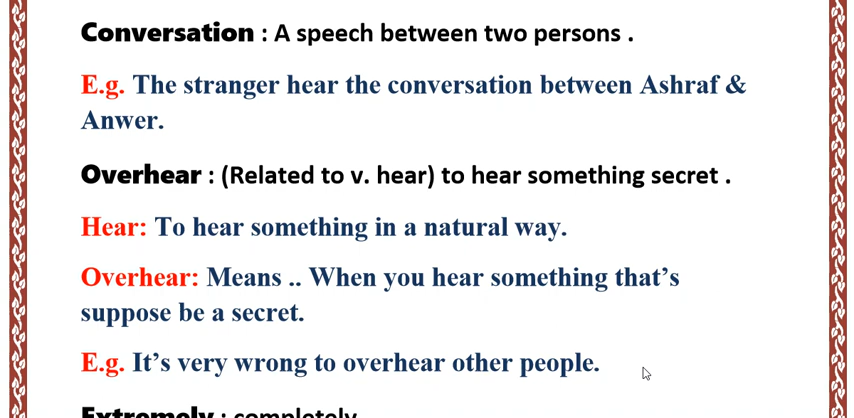 Conversation : A speech between two persons .
E.g. The stranger hear the conversation between Ashraf &
Anwer.
Overhear : (Related to v. hear) to hear something secret .
Hear: To hear something in a natural way.
Overhear: Means .. When you hear something that's
suppose be a secret.
E.g. It's very wrong to overhear other people.
Extremely : completely